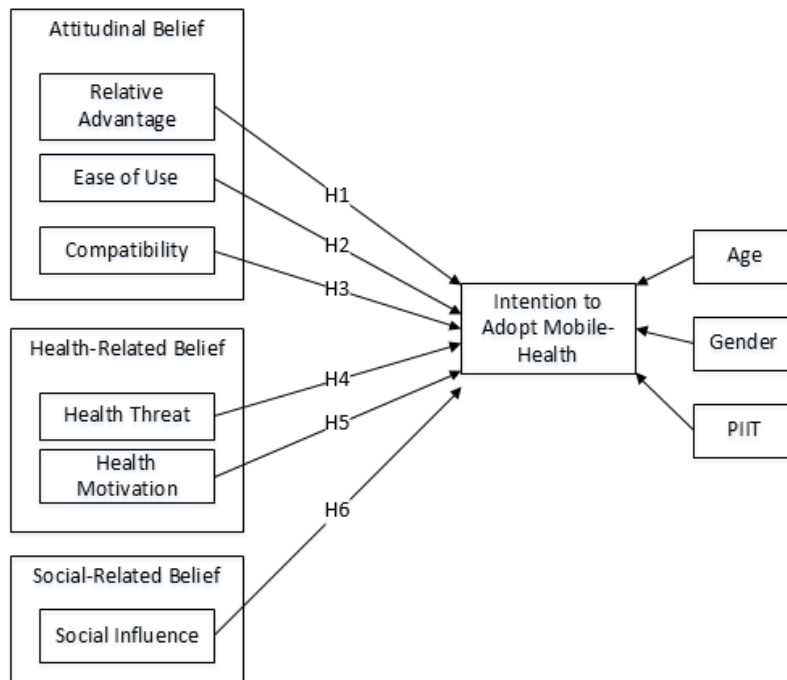 Attitudinal Belief
Relative
Advantage
Ease of Use
Compatibility
Health-Related Belief
Health Threat
Health
Motivation
Social-Related Belief
Social Influence
H1
H2
H3
H4
H5
H6
Intention to
Adopt Mobile-
Health
Age
Gender
PIIT